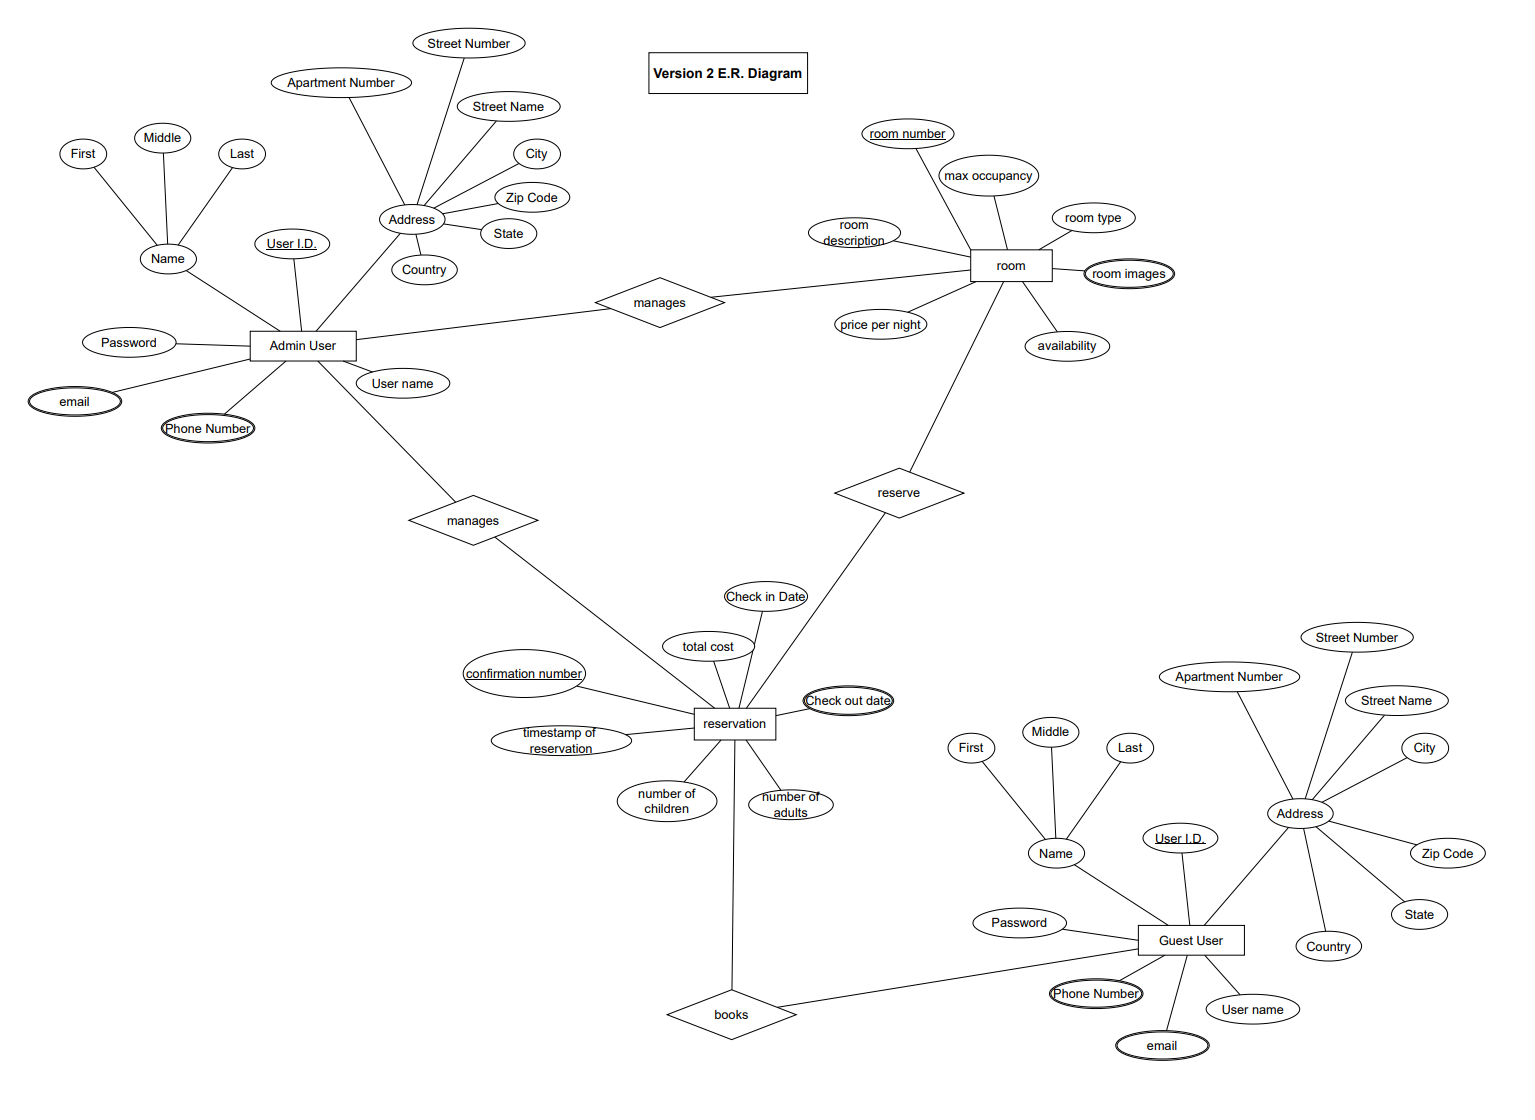 Street Number
Version 2 E.R. Diagram
Apartment Number
Street Name
room number
Middle
First
Last
City
max occupancy
Zip Code
Address
room type
State
room
description
User I.D.
Name
Country
room
room images
manages
price per night
Password
Admin User
availability
User name
email
Phone Number
reserve
manages
Check in Date
Street Number
total cost
confirmation number
Apartment Number
Check out date
Street Name
reservation
timestamp of
reservation
Middle
First
Last
City
number of
children
number of
adults
Address
User I.D.
Name
Zip Code
State
Password
Guest User
Country
Phone Number
User name
books
email